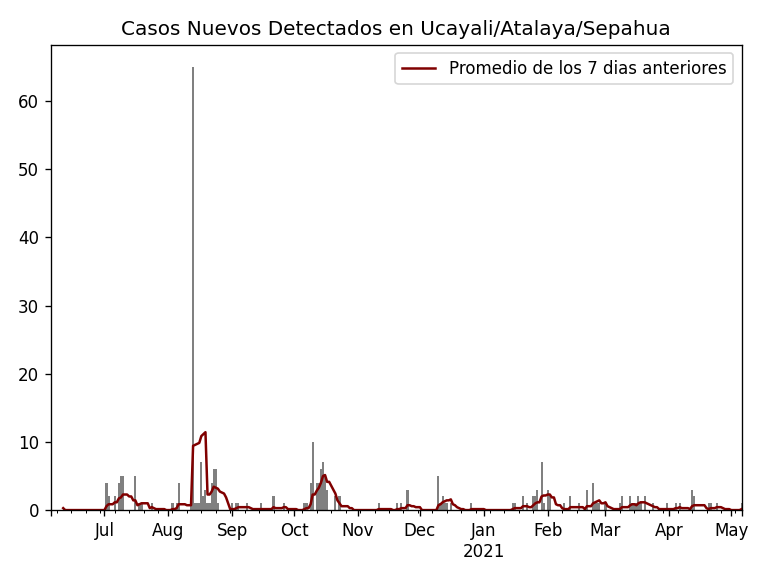 Casos Nuevos Detectados en Ucayali/Atalaya/Sepahua
Promedio de los 7 dias anteriores
60
50
40
30
20
10
0
Jul Aug Sep Oct Nov Dec Jan Feb Mar Apr May
2021